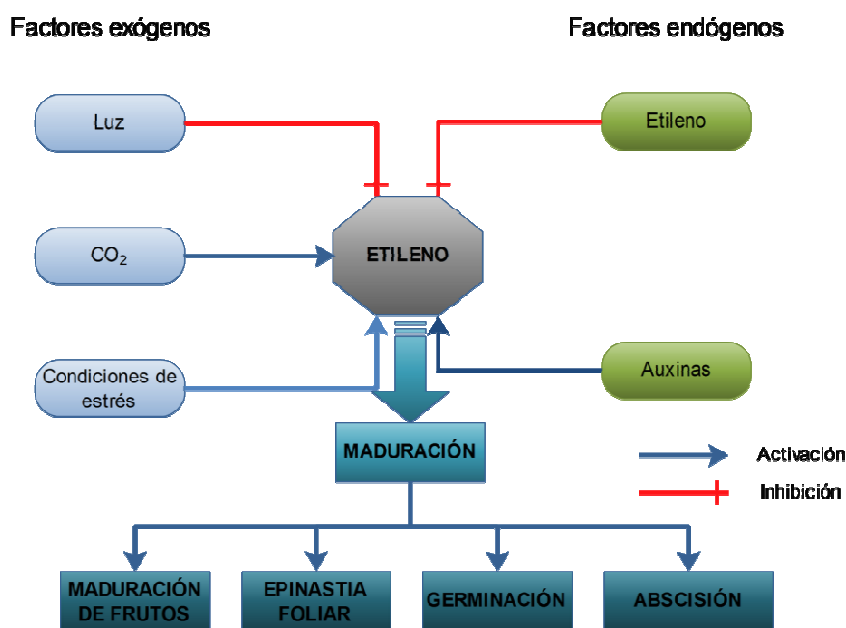 Factores exógenos
Factores endógenos
Luz
Etileno
CO₂
ETILENO
Condiciones de
estrés
Auxinas
MADURACIÓN
Activación
Inhibición
MADURACIÓN
DE FRUTOS
EPINASTIA
FOLIAR
GERMINACIÓN
ABSCISIÓN